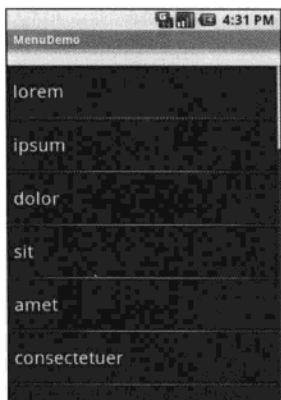 4:31 PM
MenuDemo
lorem
ipsum
dolor
sit
amet
consectetuer